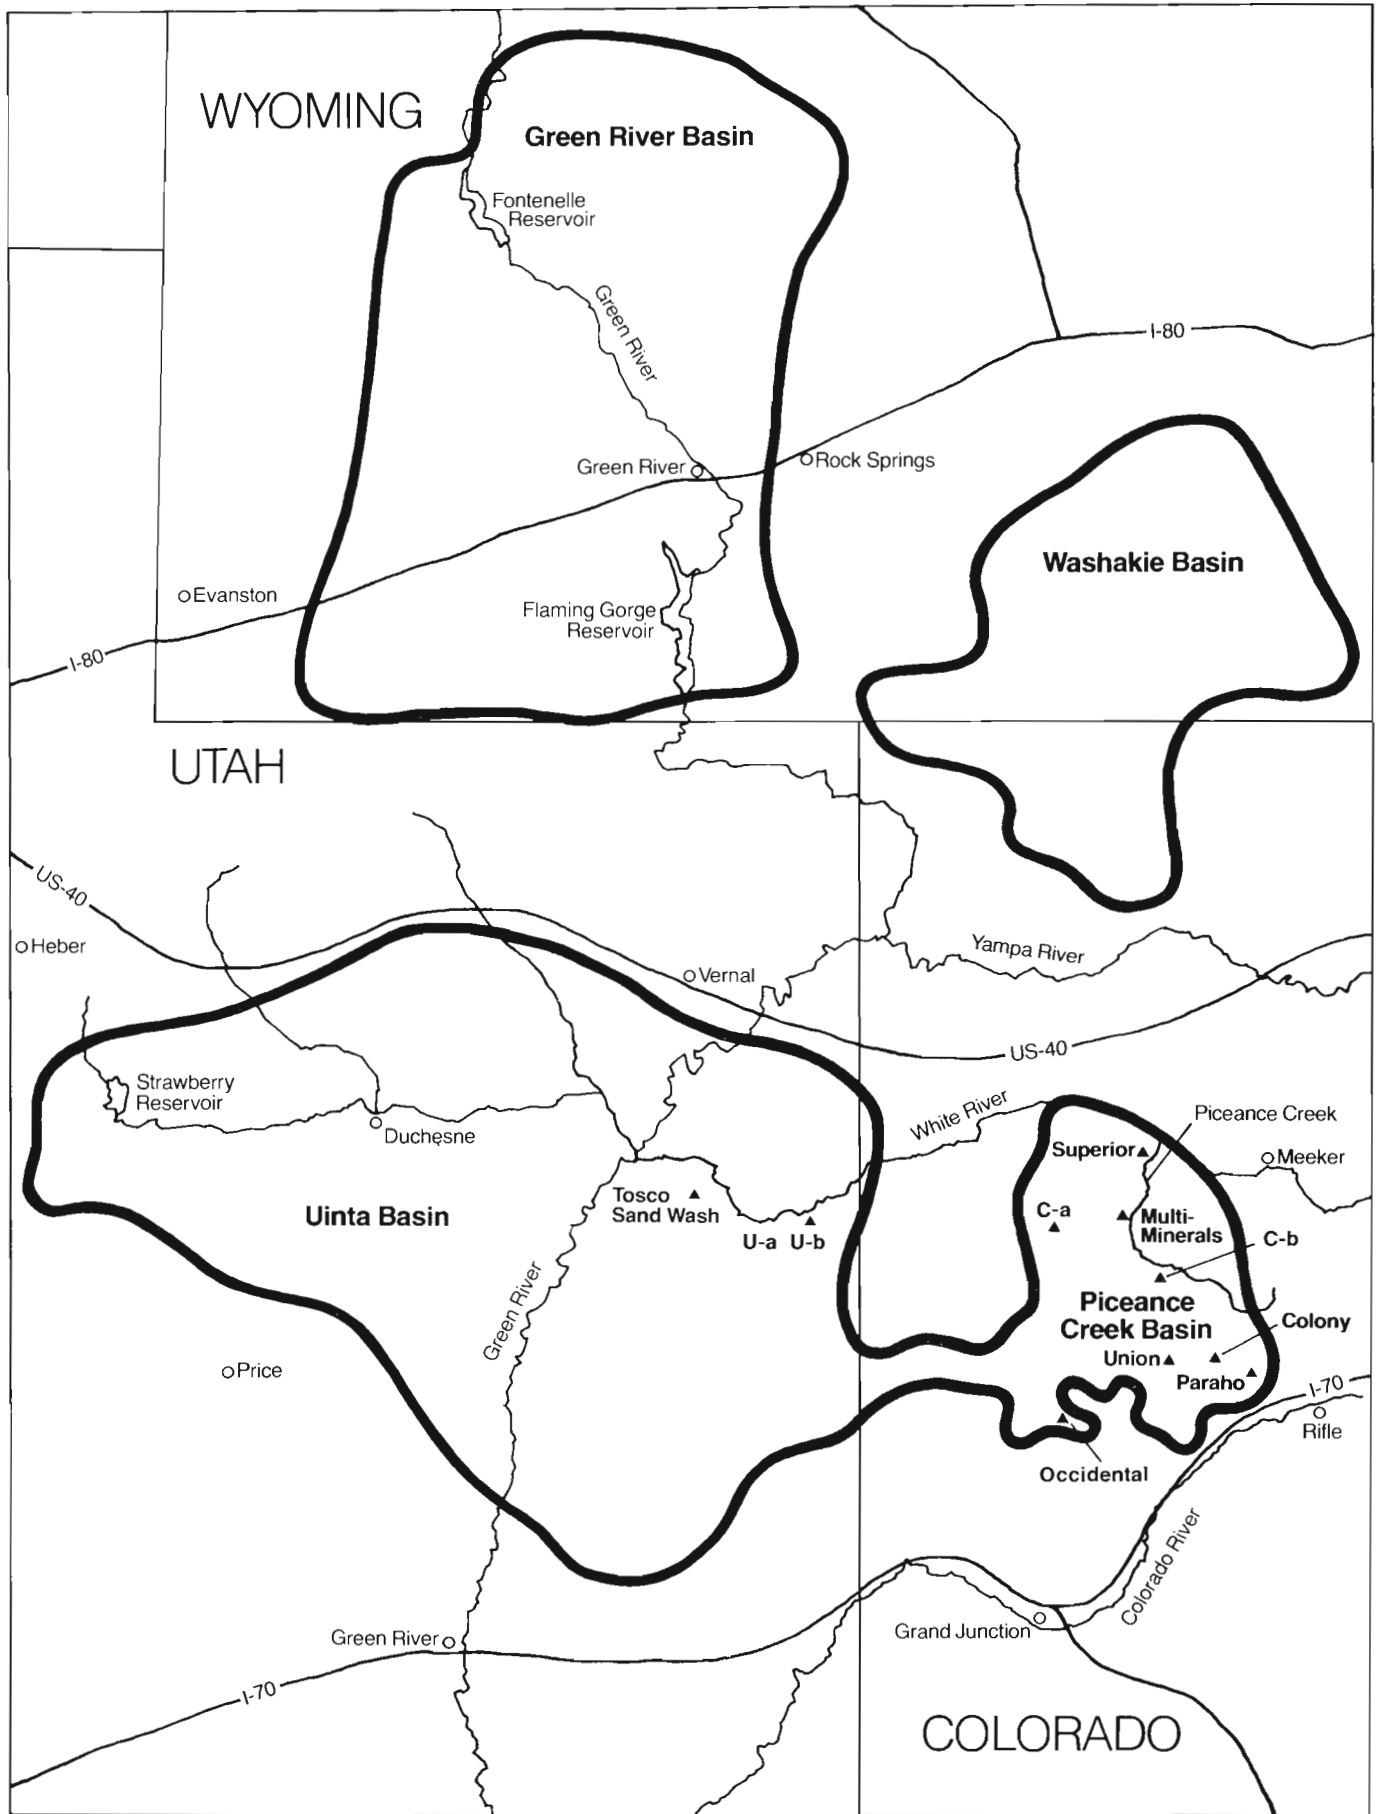 WYOMING
Green River Basin
Fontenelle
Reservoir
Green River
I-80
Green River
Rock Springs
Washakie Basin
Evanston
Flaming Gorge
Reservoir
I-80
UTAH
US-40
Heber
Vernal
Yampa River
US-40
Strawberry
Reservoir
Duchesne
White River
Piceance Creek
Superior
Meeker
Uinta Basin
Tosco
Sand Wash
U-a U-b
C-a
Multi-
Minerals
C-b
Green River
Piceance
Creek Basin
Colony
Union
Paraho
Price
I-70
Rifle
Occidental
Colorado River
Grand Junction
Green River
I-70
COLORADO